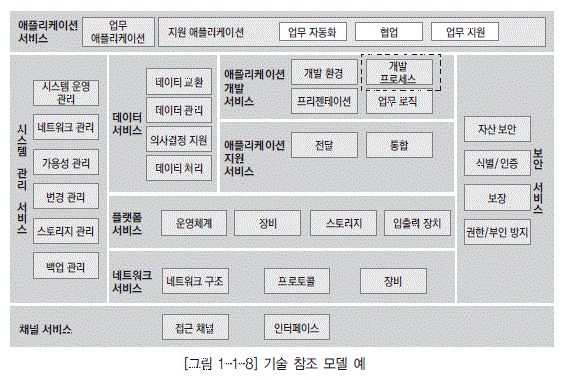 애플리케이션
서비스
업무
애플리케이션
지원 애플리케이션
업무 자동화
협업
업무 지원
시스템 관리 서비스
시스템 운영
관리
네트워크 관리
가용성 관리
변경 관리
스토리지 관리
백업 관리
데이터
서비스
데이터 교환
데이터 관리
의사결정 지원
데이터 처리
애플리케이션
개발
서비스
개발 환경
개발
프로세스
프리젠테이션
업무 로직
애플리케이션
지원
서비스
전달
통합
플랫폼
서비스
운영체계
장비
스토리지
입출력 장치
네트워크
서비스
네트워크 구조
프로토콜
장비
보안 서비스
자산 보안
식별/인증
보장
권한/부인 방지
채널 서비스
접근 채널
인터페이스
[그림 1-1-8] 기술 참조 모델 예